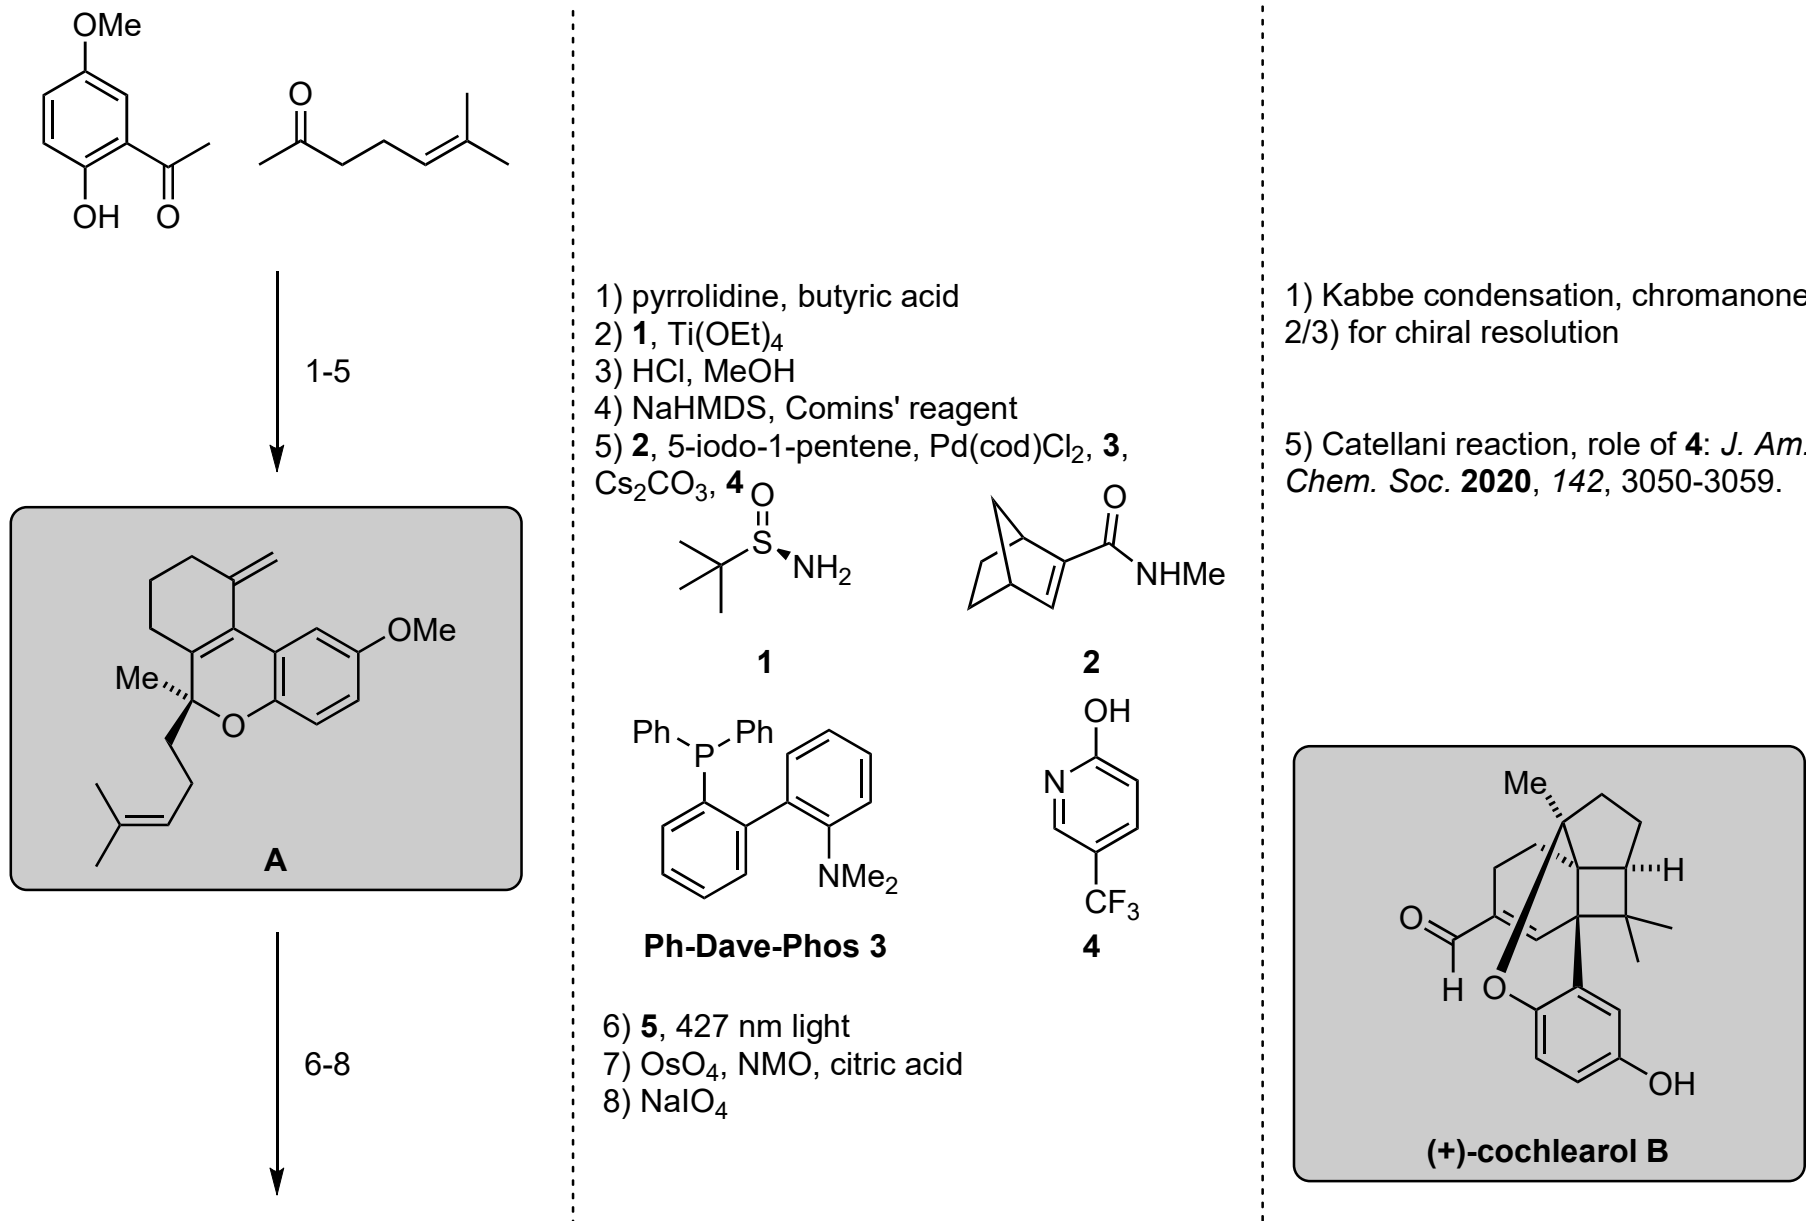 OMe
O
OH
O
1-5
1) pyrrolidine, butyric acid
2) 1, Ti(OEt)4
3) HCl, MeOH
4) NaHMDS, Comins' reagent
5) 2, 5-iodo-1-pentene, Pd(cod)Cl2, 3,
Cs2CO3, 4
1) Kabbe condensation, chromanone
2/3) for chiral resolution
5) Catellani reaction, role of 4: J. Am.
Chem. Soc. 2020, 142, 3050-3059.
OMe
Me
O
A
O
S
NH2
1
O
NHMe
2
Ph
Ph
P
NMe2
Ph-Dave-Phos 3
OH
N
CF3
4
6-8
6) 5, 427 nm light
7) OsO4, NMO, citric acid
8) NaIO4
Me
H
O
H
O
OH
(+)-cochlearol B